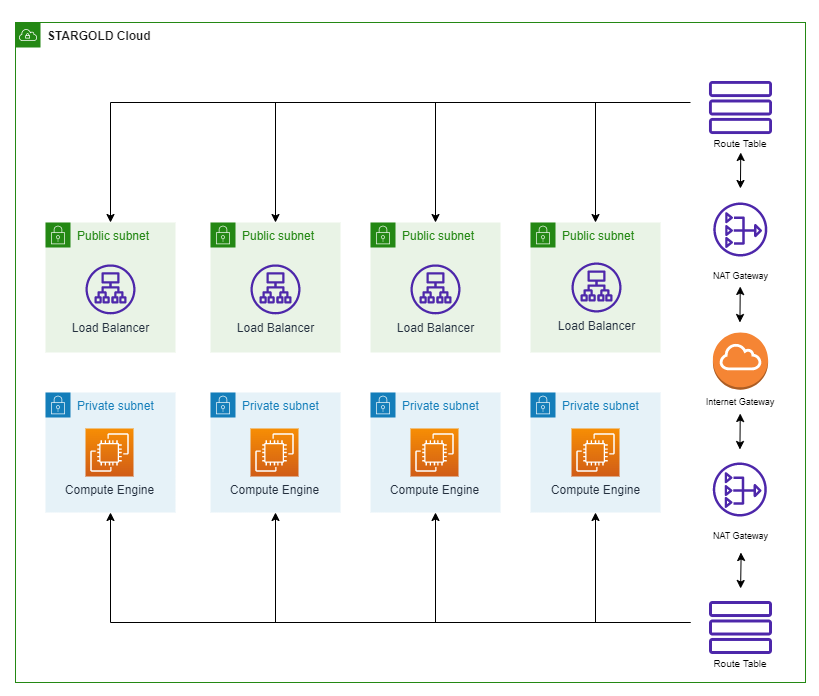 STARGOLD Cloud
Route Table
Public subnet
Public subnet
Public subnet
Public subnet
NAT Gateway
Load Balancer
Load Balancer
Load Balancer
Load Balancer
Internet Gateway
Private subnet
Private subnet
Private subnet
Private subnet
Compute Engine
Compute Engine
Compute Engine
Compute Engine
NAT Gateway
Route Table